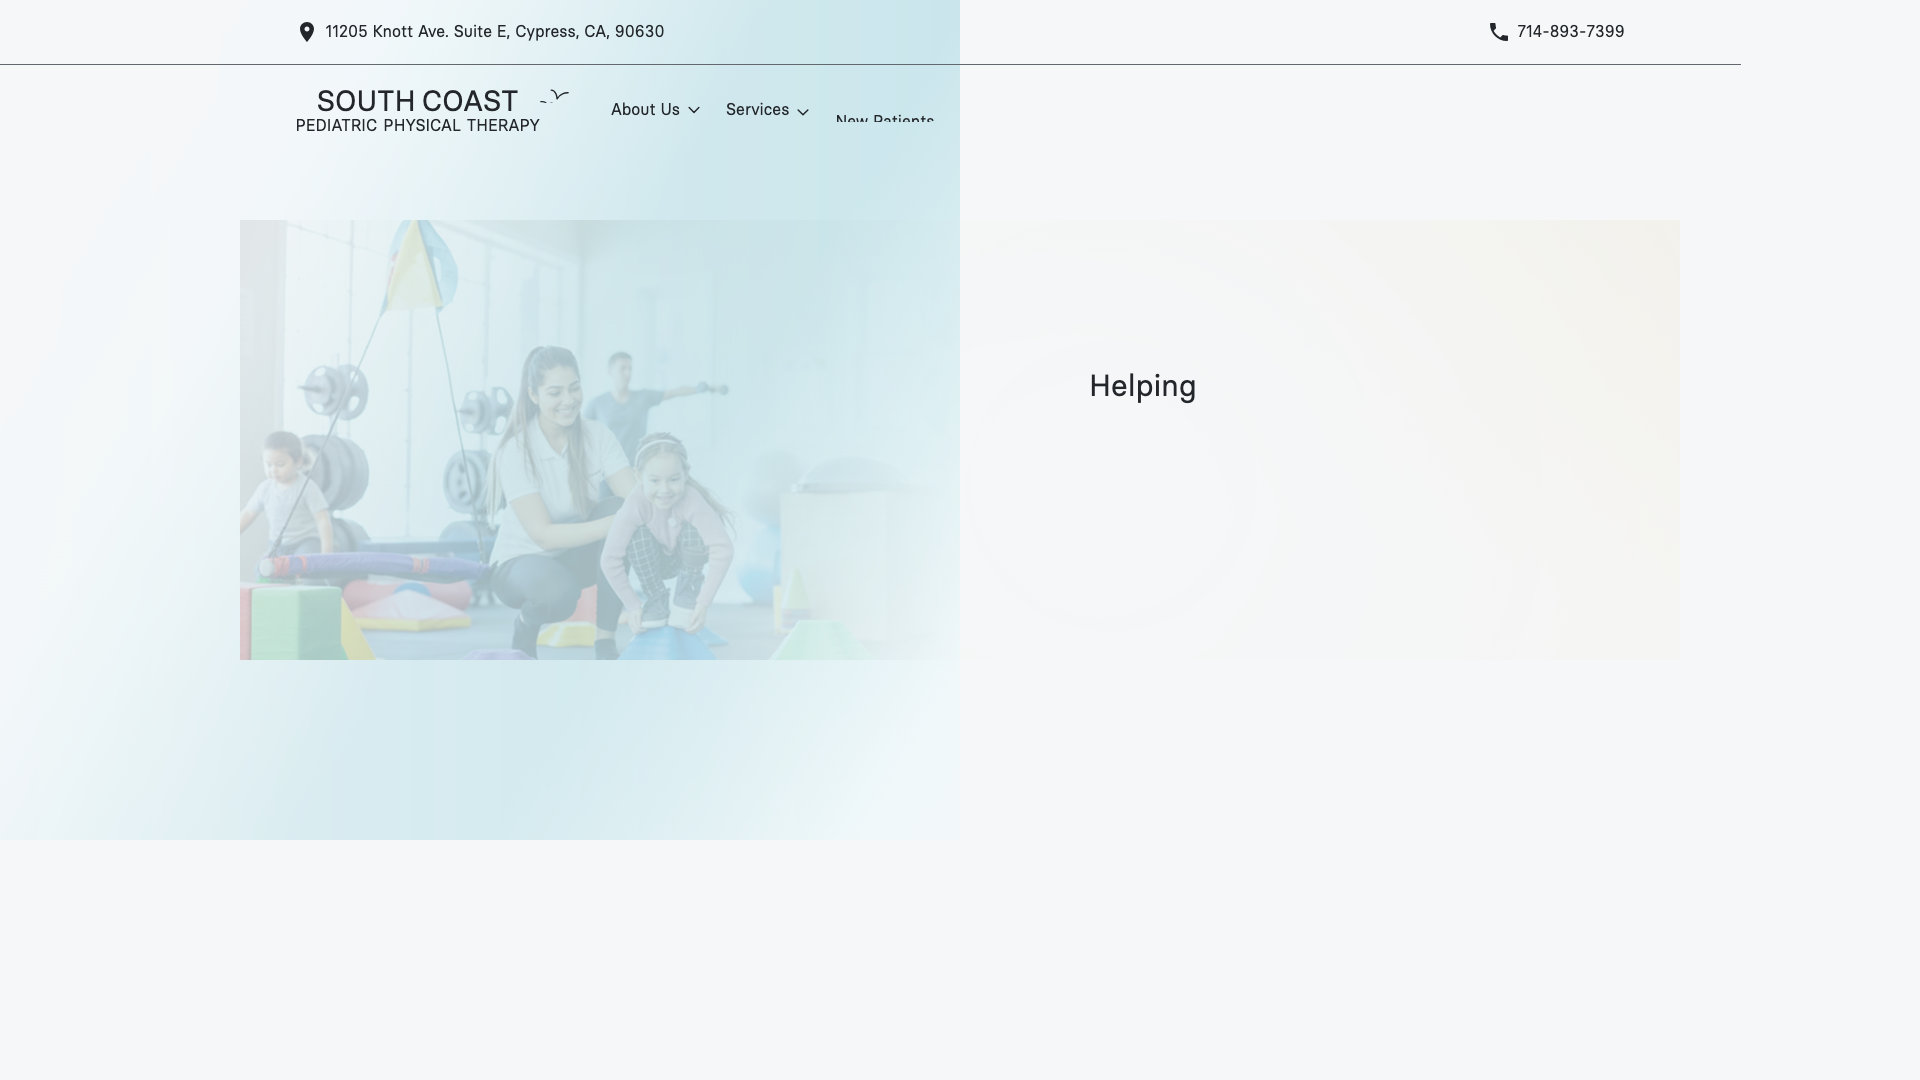 11205 Knott Ave. Suite E, Cypress, CA, 90630
714-893-7399
SOUTH COAST
PEDIATRIC PHYSICAL THERAPY
About Us
Services
New Patients
Helping